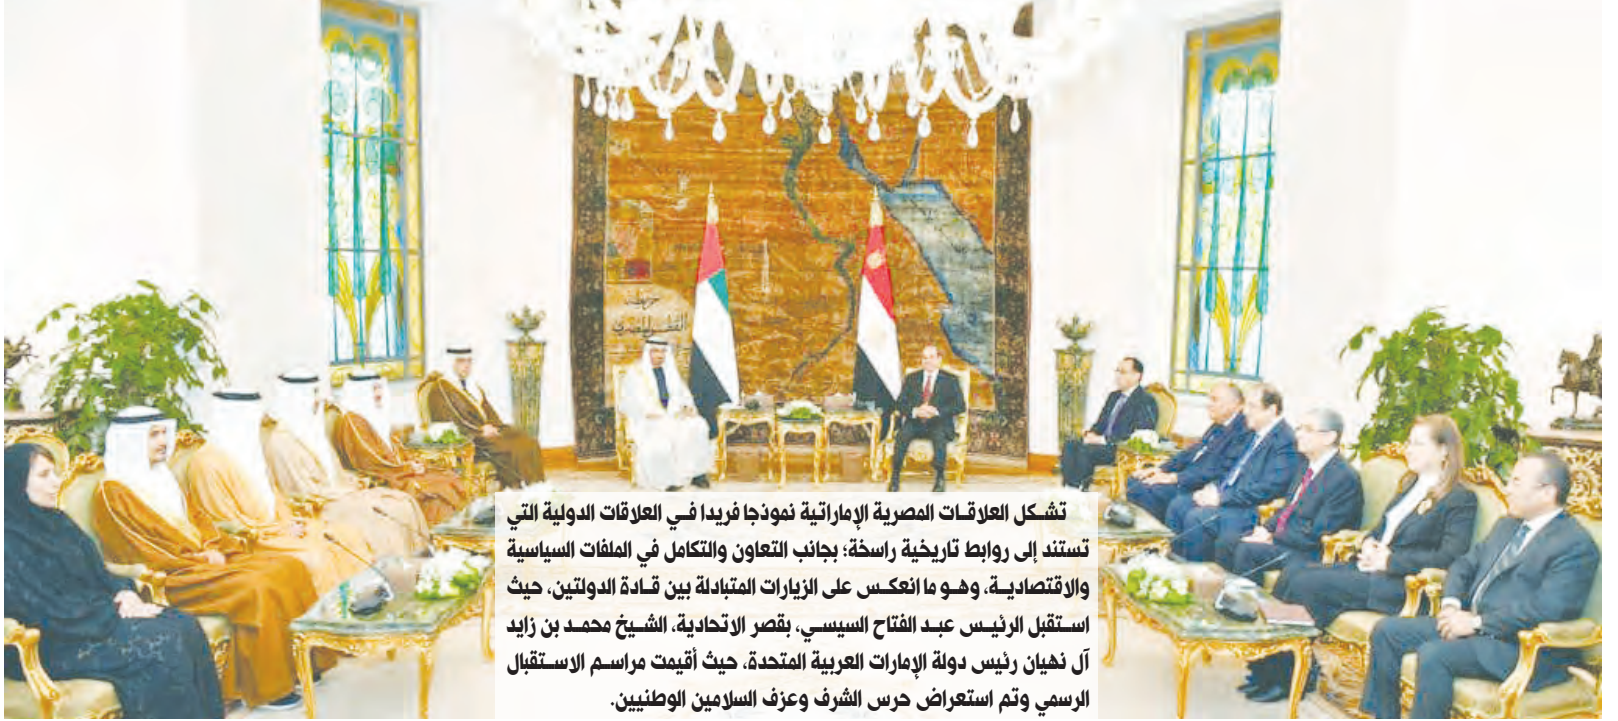 خريطة
القطر المصري
تشكل العلاقات المصرية الإماراتية نموذجا فريدا في العلاقات الدولية التي
تستند إلى روابط تاريخية راسخة؛ بجانب التعاون والتكامل في الملفات السياسية
والاقتصادية، وهو ما انعكس على الزيارات المتبادلة بين قادة الدولتين، حيث
استقبل الرئيس عبد الفتاح السيسي، بقصر الاتحادية، الشيخ محمد بن زايد
آل نهيان رئيس دولة الإمارات العربية المتحدة، حيث أقيمت مراسم الاستقبال
الرسمي وتم استعراض حرس الشرف وعزف السلامين الوطنيين.